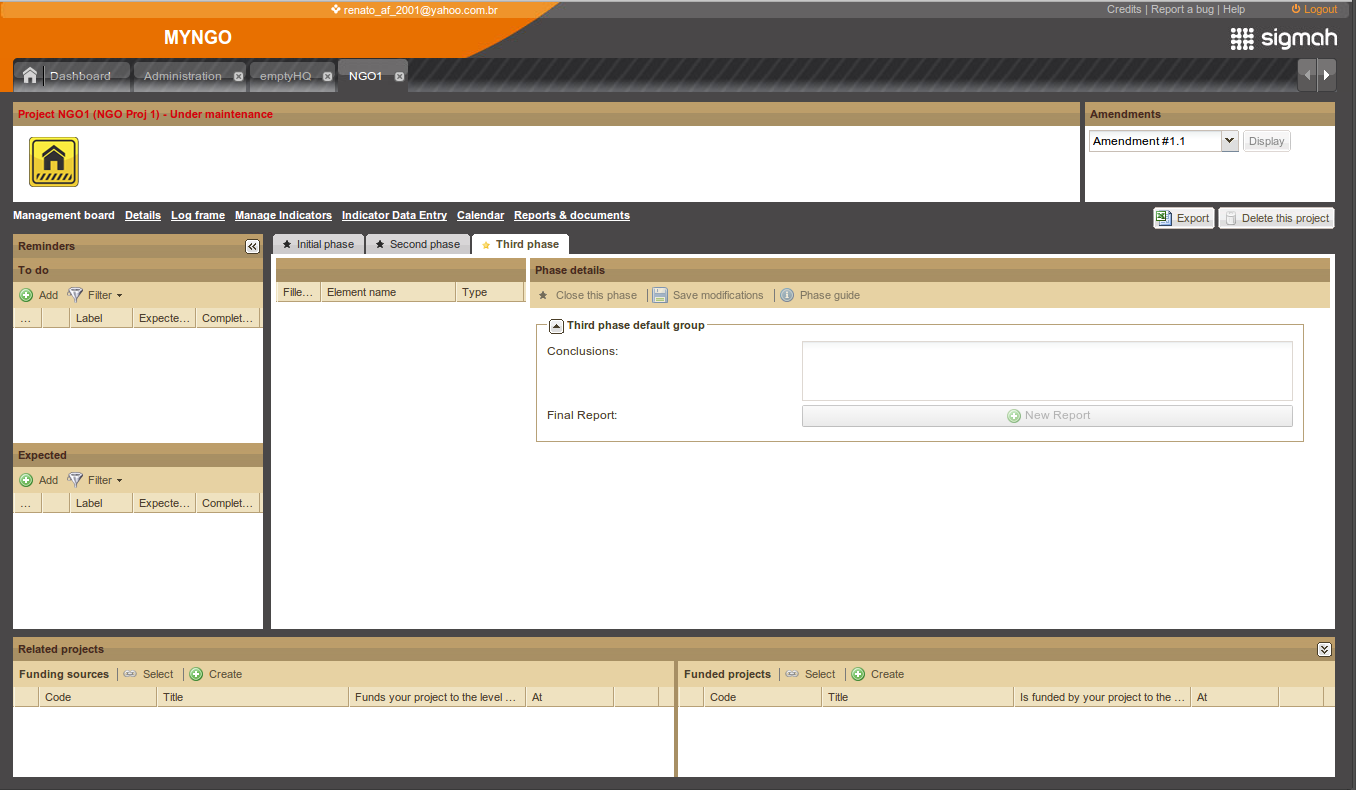 renato_af_2001@yahoo.com.br
Credits | Report a bug | Help
Logout
MYNGO
sigmah
Dashboard
Administration
emptyHQ
NGO1
Project NGO1 (NGO Proj 1) - Under maintenance
Amendments
Amendment #1.1
Display
Management board Details Log frame Manage Indicators Indicator Data Entry Calendar Reports & documents
Export
Delete this project
Reminders
To do
Add Filter
... Label Expecte... Complet...
Expected
Add Filter
... Label Expecte... Complet...
Initial phase
Second phase
Third phase
Fille... Element name Type
Phase details
Close this phase | Save modifications | Phase guide
Third phase default group
Conclusions:
Final Report:
New Report
Related projects
Funding sources | Select | Create
Code Title Funds your project to the level ... At
Funded projects | Select | Create
Code Title Is funded by your project to the ... At